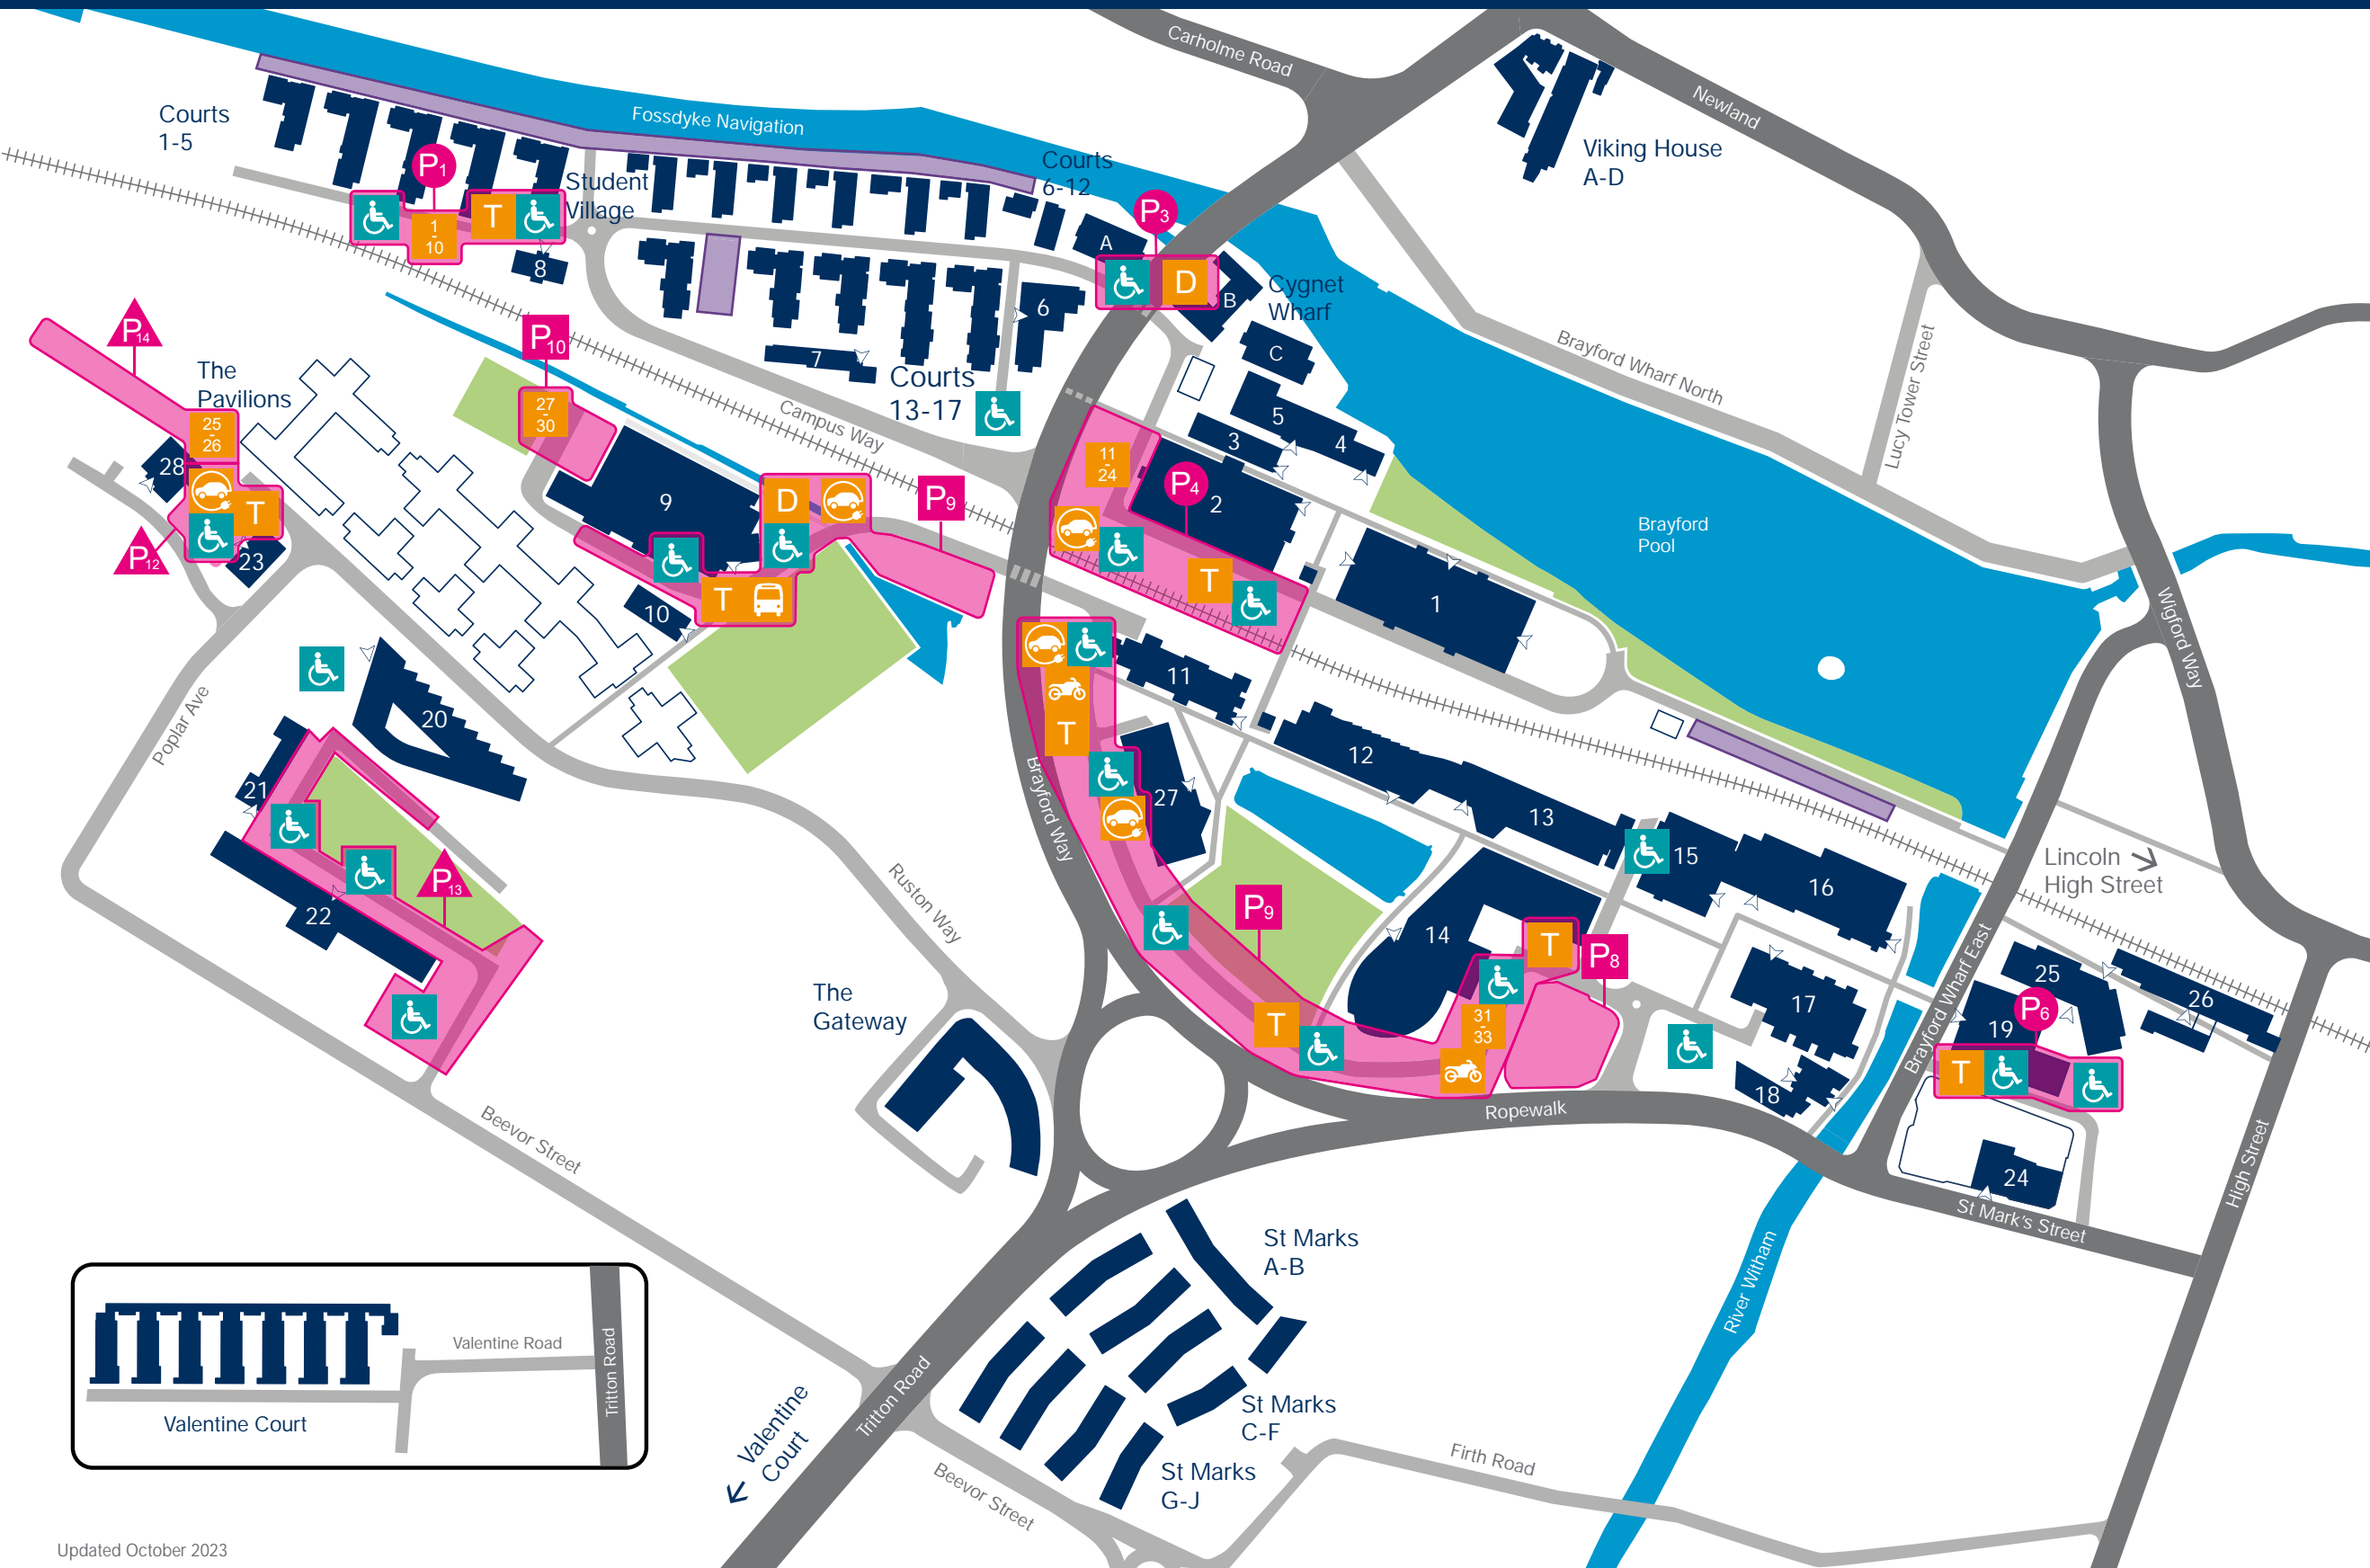 Carholme Road
Newland
Courts
1-5
Fossdyke Navigation
Viking House
A-D
Courts
6-12
P1
Student
Village
P3
T
1
-
10
A
D
8
B
Cygnet
Wharf
6
P14
P10
Brayford Wharf North
Lucy Tower Street
C
7
The
Pavilions
Courts
13-17
27
-
30
Campus Way
25
-
26
5
3
4
11
-
24
28
P4
2
9
D
P9
T
Brayford
Pool
P12
23
T
T
10
1
Wigford Way
11
Poplar Ave
20
T
12
21
Brayford Way
27
13
15
Lincoln
High Street
P13
16
22
Ruston Way
P9
14
T
P8
Brayford Wharf East
25
26
The
Gateway
17
P6
19
T
31
-
33
T
18
Ropewalk
Beevor Street
24
High Street
St Mark's Street
St Marks
A-B
River Witham
Valentine Road
Tritton Road
Tritton Road
Valentine Court
Valentine
Court
St Marks
C-F
Firth Road
St Marks
G-J
Beevor Street
Updated October 2023